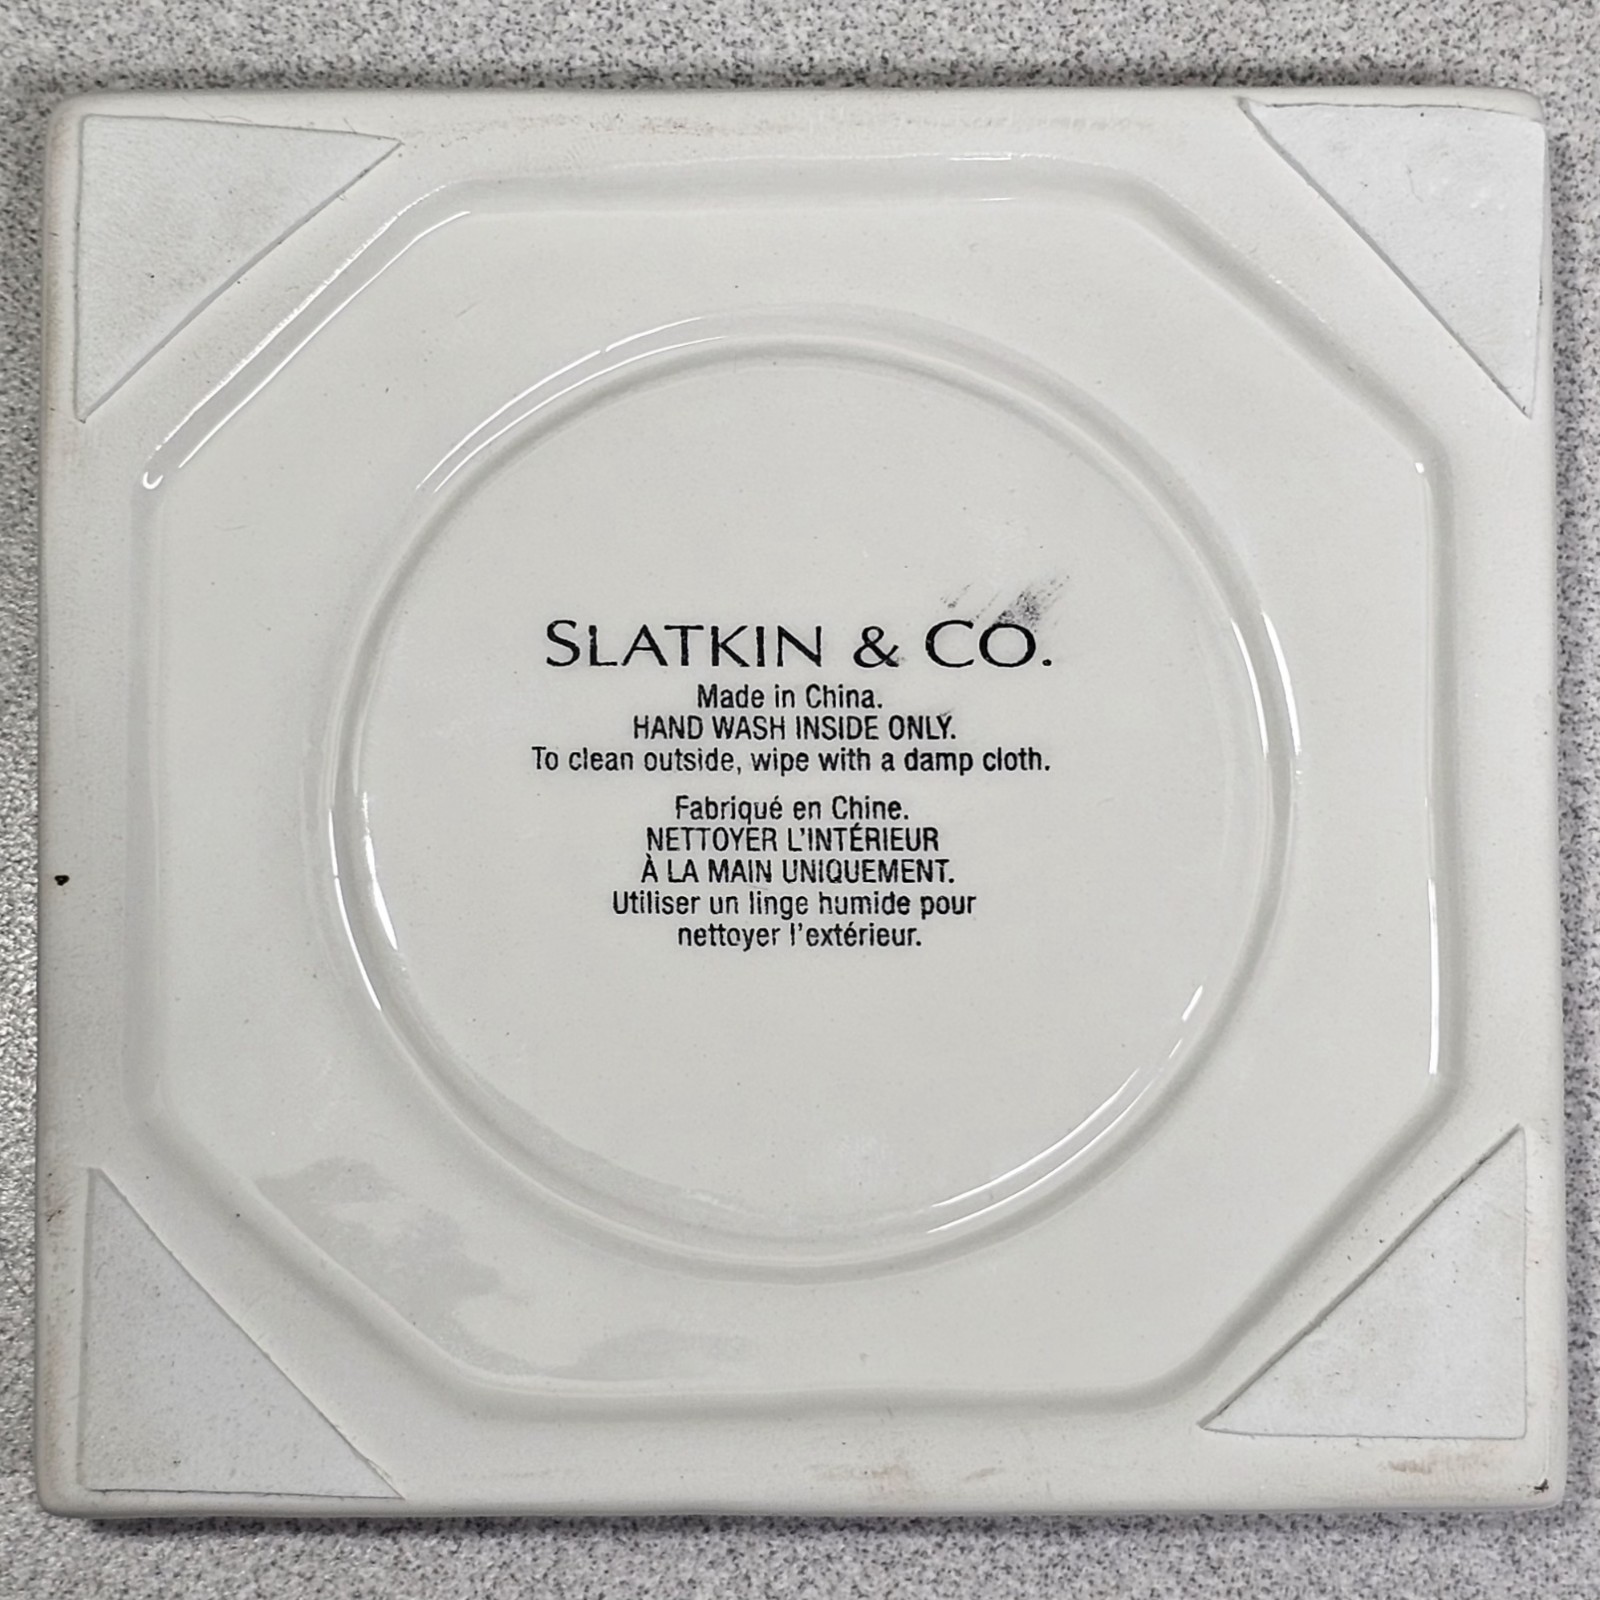 SLATKIN & CO.
Made in China.
HAND WASH INSIDE ONLY.
To clean outside, wipe with a damp cloth.
Fabriqué en Chine.
NETTOYER L'INTÉRIEUR
À LA MAIN UNIQUEMENT.
Utiliser un linge humide pour
nettoyer l'extérieur.